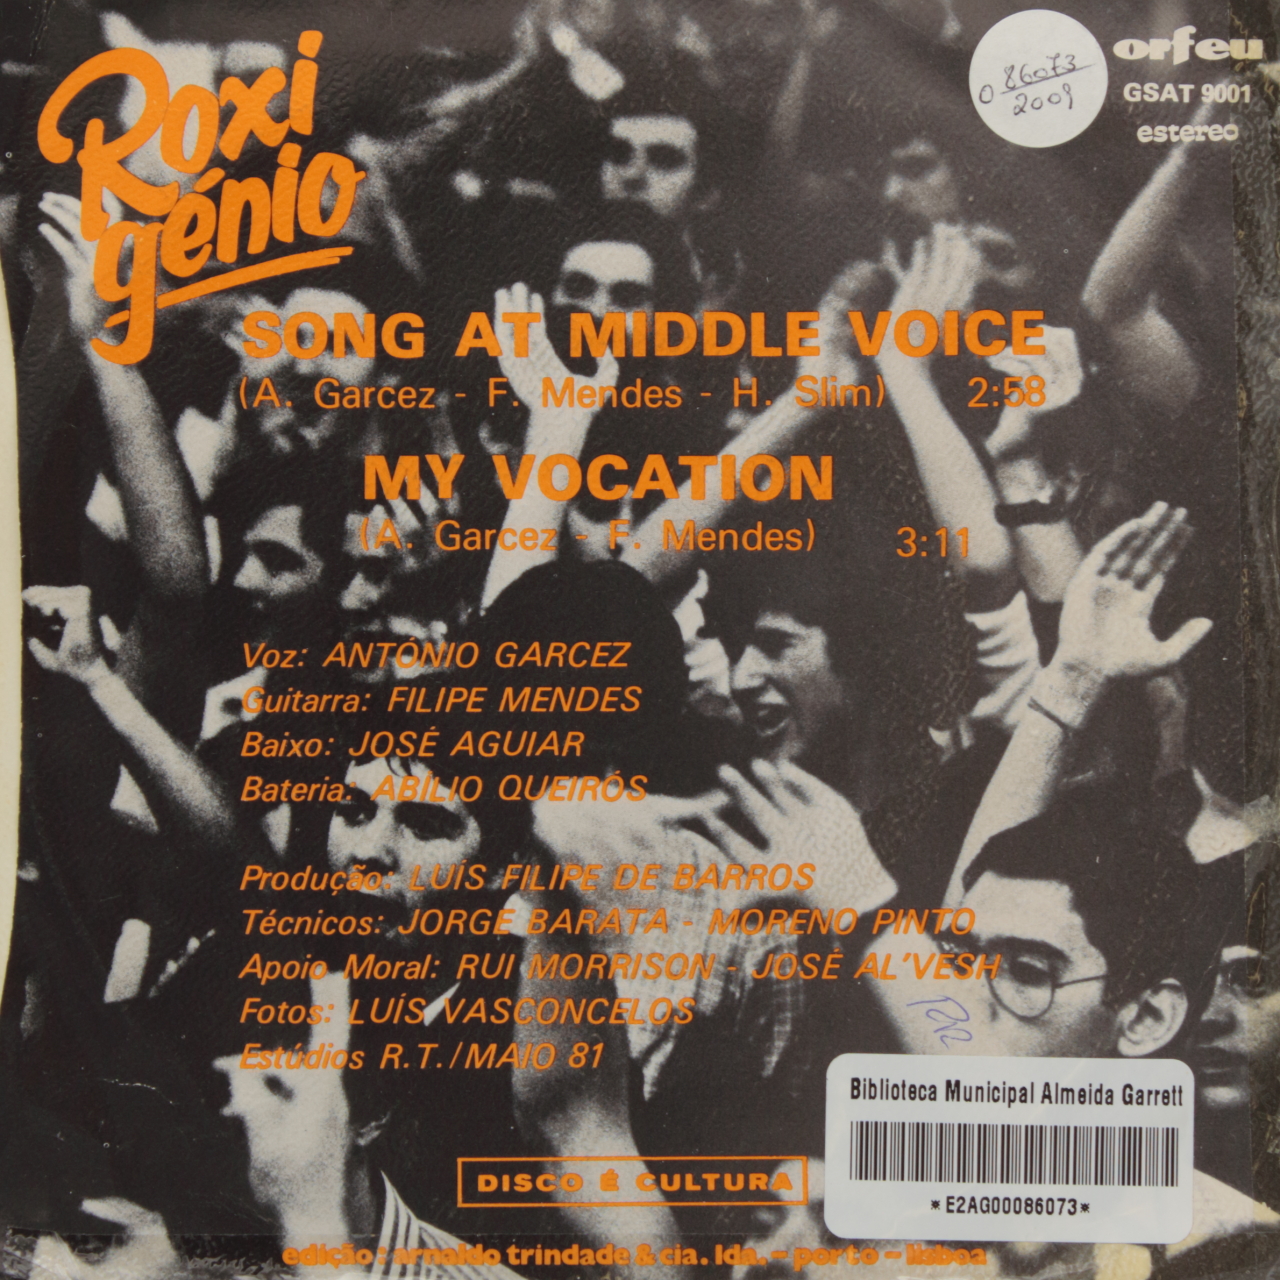 Roxi
génio
O 86073
2009
orfeu
GSAT 9001
estereo
SONG AT MIDDLE VOICE
(A. Garcez - F. Mendes - H. Slim) 2:58
MY VOCATION
(A. Garcez - F. Mendes) 3:11
Voz: ANTÓNIO GARCEZ
Guitarra: FILIPE MENDES
Baixo: JOSÉ AGUIAR
Bateria: ABÍLIO QUEIRÓS
Produção: LUÍS FILIPE DE BARROS
Técnicos: JORGE BARATA - MORENO PINTO
Apoio Moral: RUI MORRISON - JOSÉ AL'VESH
Fotos: LUÍS VASCONCELOS
Estúdios R.T./MAIO 81
Biblioteca Municipal Almeida Garrett
*E2AG00086073*
DISCO É CULTURA
edição: arnaldo trindade & cia. lda. - porto - lisboa